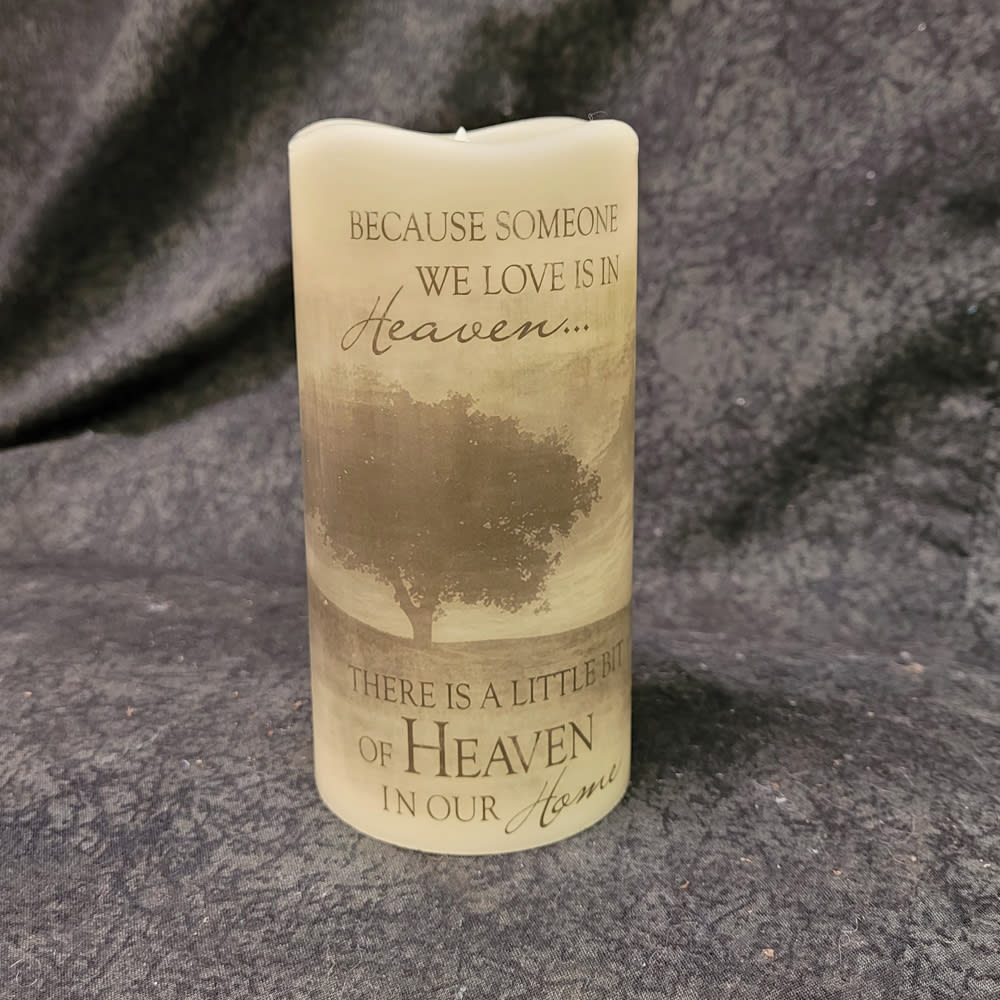 BECAUSE SOMEONE
WE LOVE IS IN
Heaven...
THERE IS A LITTLE BIT
OF HEAVEN
IN OUR Home